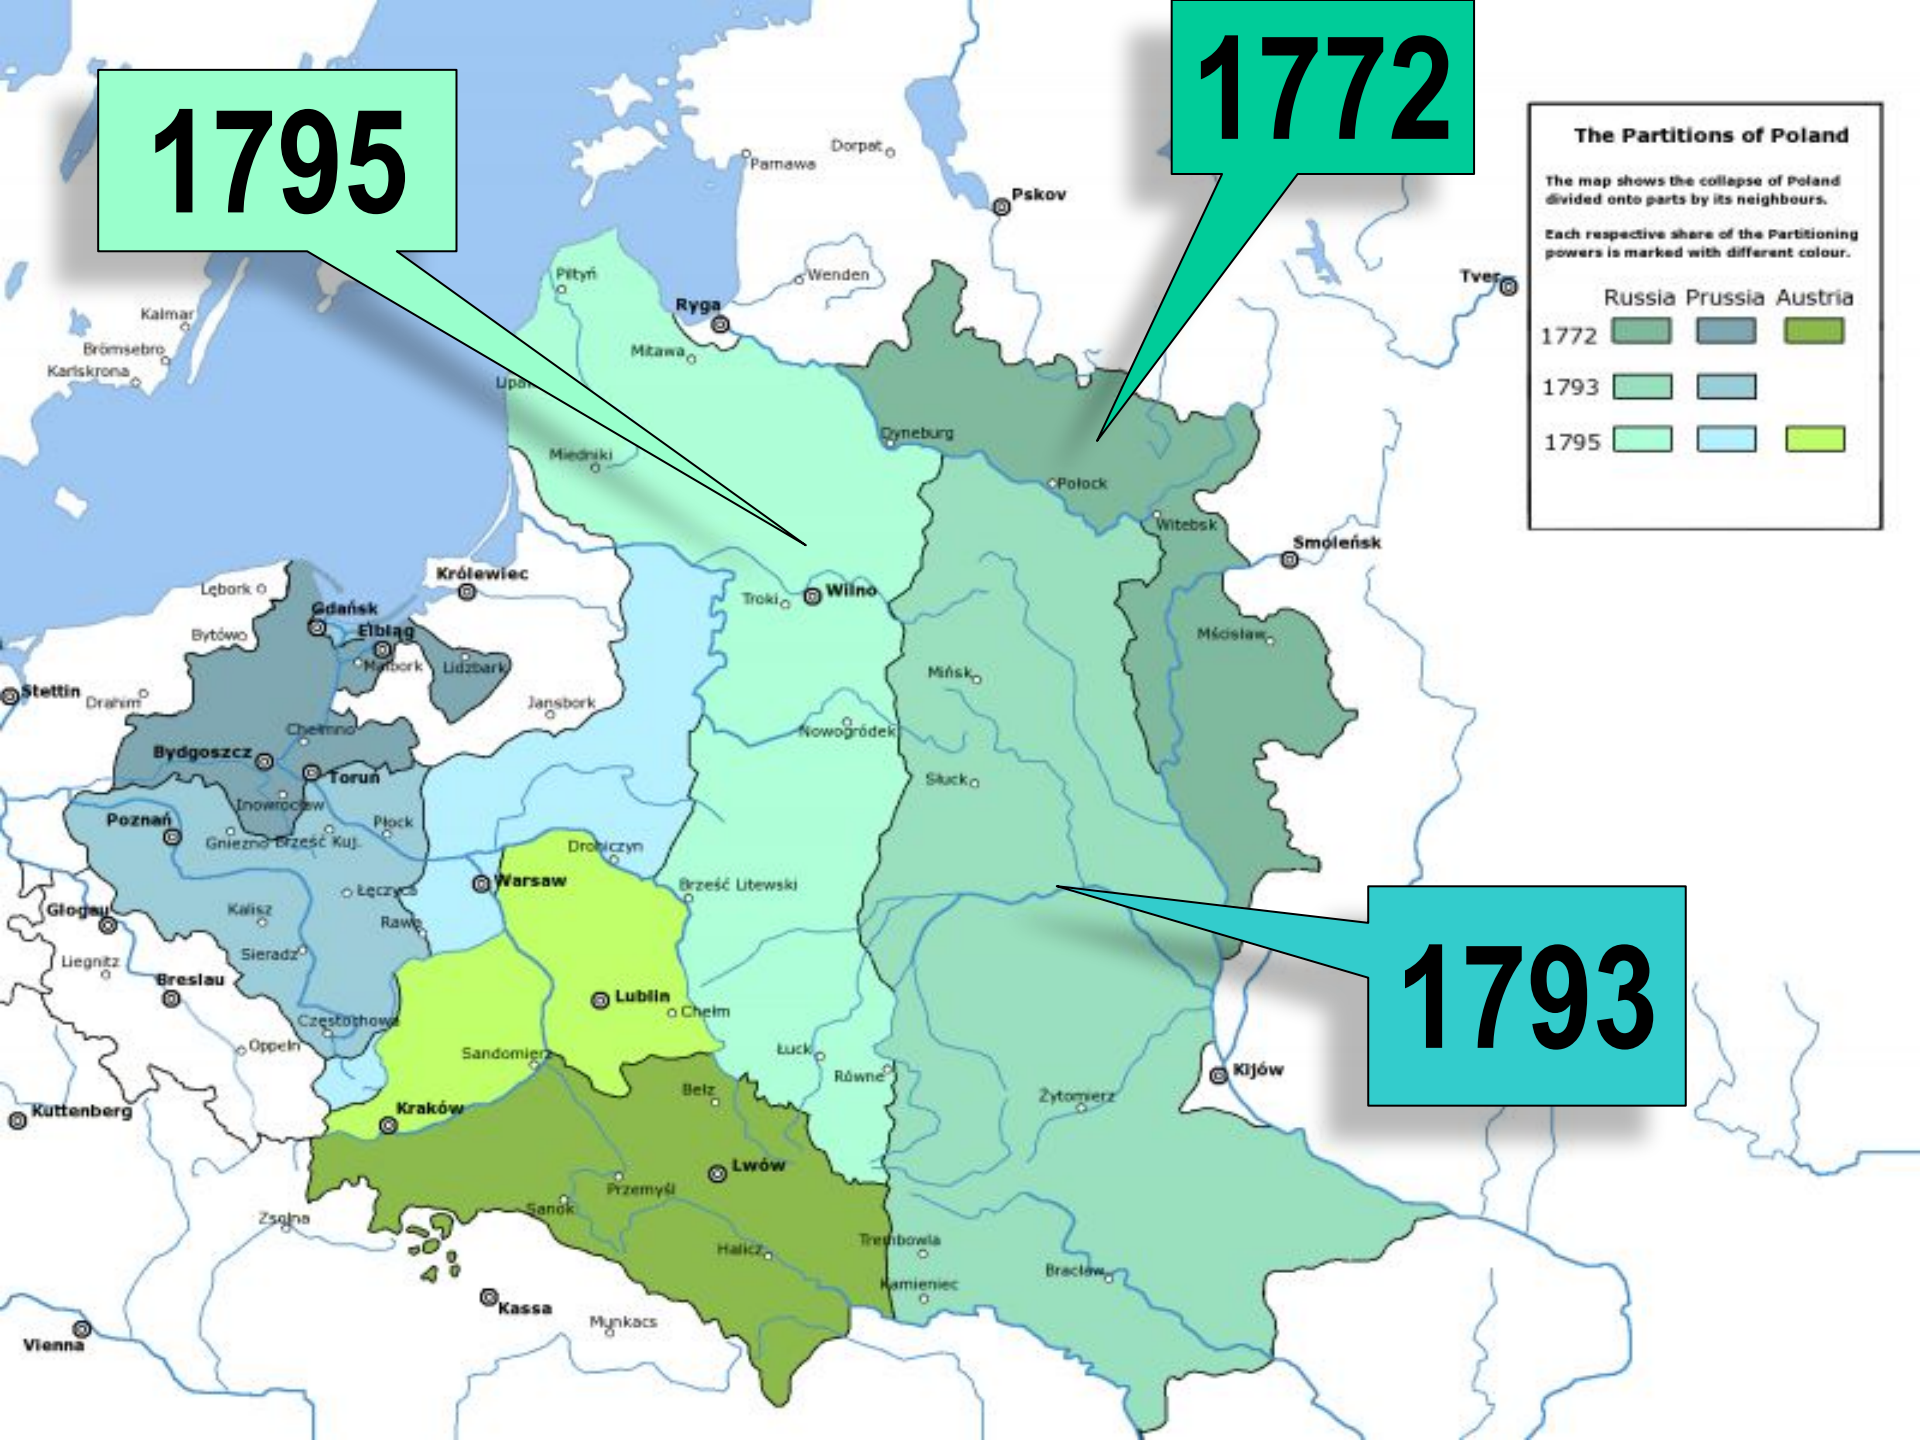 1772
1795
The Partitions of Poland
The map shows the collapse of Poland
divided onto parts by its neighbours.
Each respective share of the Partitioning
powers is marked with different colour.
Russia Prussia Austria
1772
1793
1795
Dorpat
Parnawa
Pskov
Tver
Piltyń
Wenden
Ryga
Kalmar
Brömsebro
Karlskrona
Mitawa
Dyneburg
Miedniki
Połock
Witebsk
Smoleńsk
Królewiec
Lębork
Troki
Wilno
Gdańsk
Elbląg
Bytówo
Mścisław
Malbork
Lidzbark
Mińsk
Stettin
Drahim
Jansbork
Chełmno
Nowogródek
Bydgoszcz
Toruń
Słuck
Inowrocław
Poznań
Płock
Gniezno
Brześć Kuj.
Drohiczyn
Warsaw
Brześć Litewski
Łęczyca
Głogau
Kalisz
Rawa
Sieradz
Liegnitz
Breslau
Lublin
Chełm
1793
Częstochowa
Oppeln
Sandomierz
Łuck
Równe
Kijów
Bełz
Żytomierz
Kuttenberg
Kraków
Lwów
Przemyśl
Sanok
Zsolna
Halicz
Trembowla
Bracław
Kamieniec
Kassa
Munkacs
Vienna